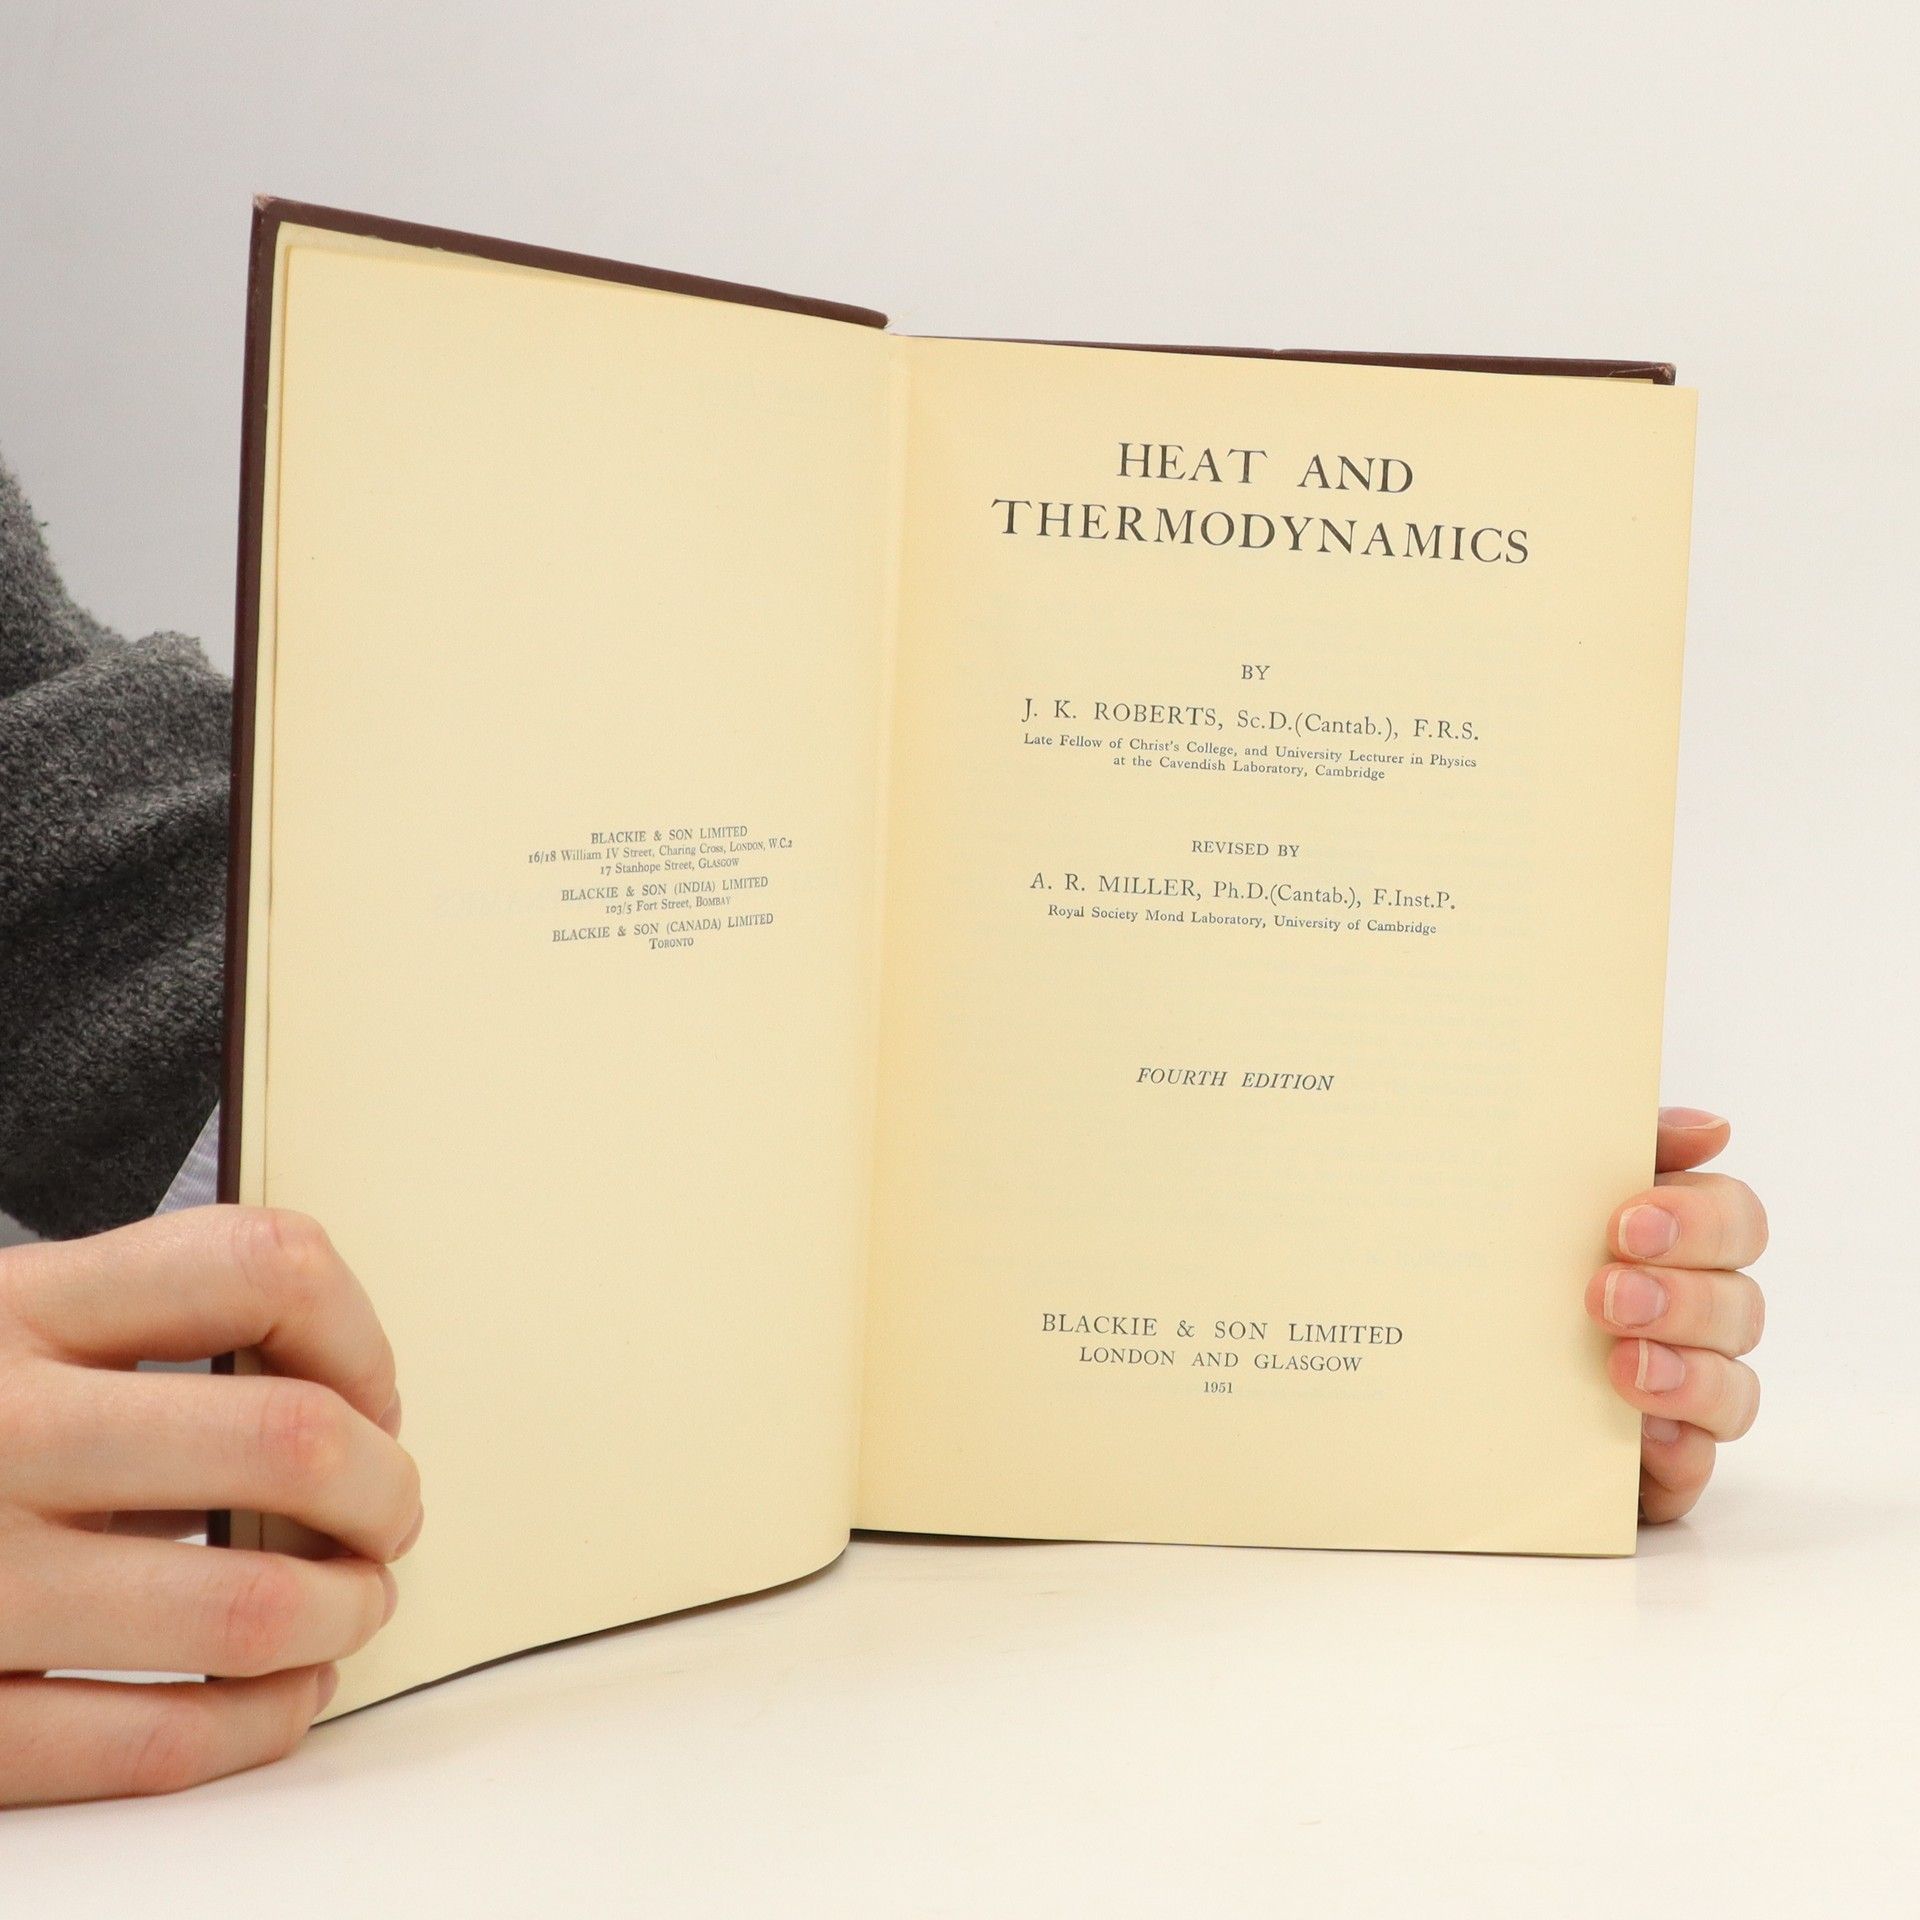 BLACKIE & SON LIMITED
16/18 William IV Street, Charing Cross, LONDON, W.C.2
17 Stanhope Street, GLASGOW
BLACKIE & SON (INDIA) LIMITED
103/5 Fort Street, BOMBAY
BLACKIE & SON (CANADA) LIMITED
TORONTO
HEAT AND
THERMODYNAMICS
BY
J. K. ROBERTS, Sc.D.(Cantab.), F.R.S.
Late Fellow of Christ's College, and University Lecturer in Physics
at the Cavendish Laboratory, Cambridge
REVISED BY
A. R. MILLER, Ph.D.(Cantab.), F.Inst.P.
Royal Society Mond Laboratory, University of Cambridge
FOURTH EDITION
BLACKIE & SON LIMITED
LONDON AND GLASGOW
1951